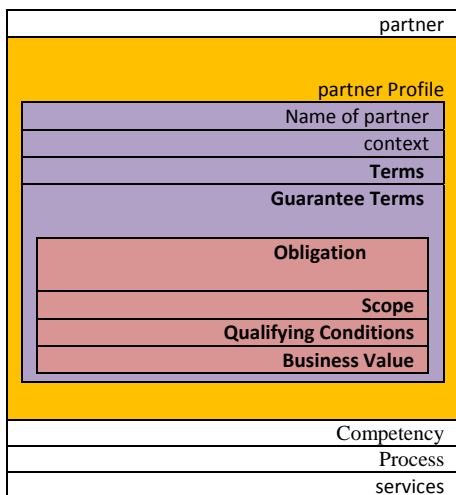 partner
partner Profile
Name of partner
context
Terms
Guarantee Terms
Obligation
Scope
Qualifying Conditions
Business Value
Competency
Process
services